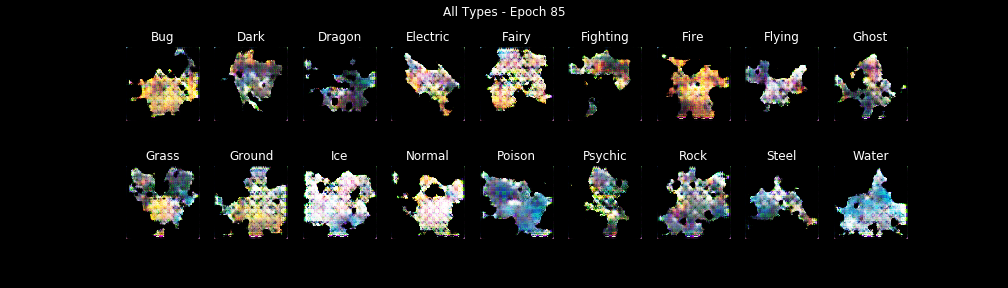 All Types - Epoch 85
Bug Dark Dragon Electric Fairy Fighting Fire Flying Ghost
Grass Ground Ice Normal Poison Psychic Rock Steel Water